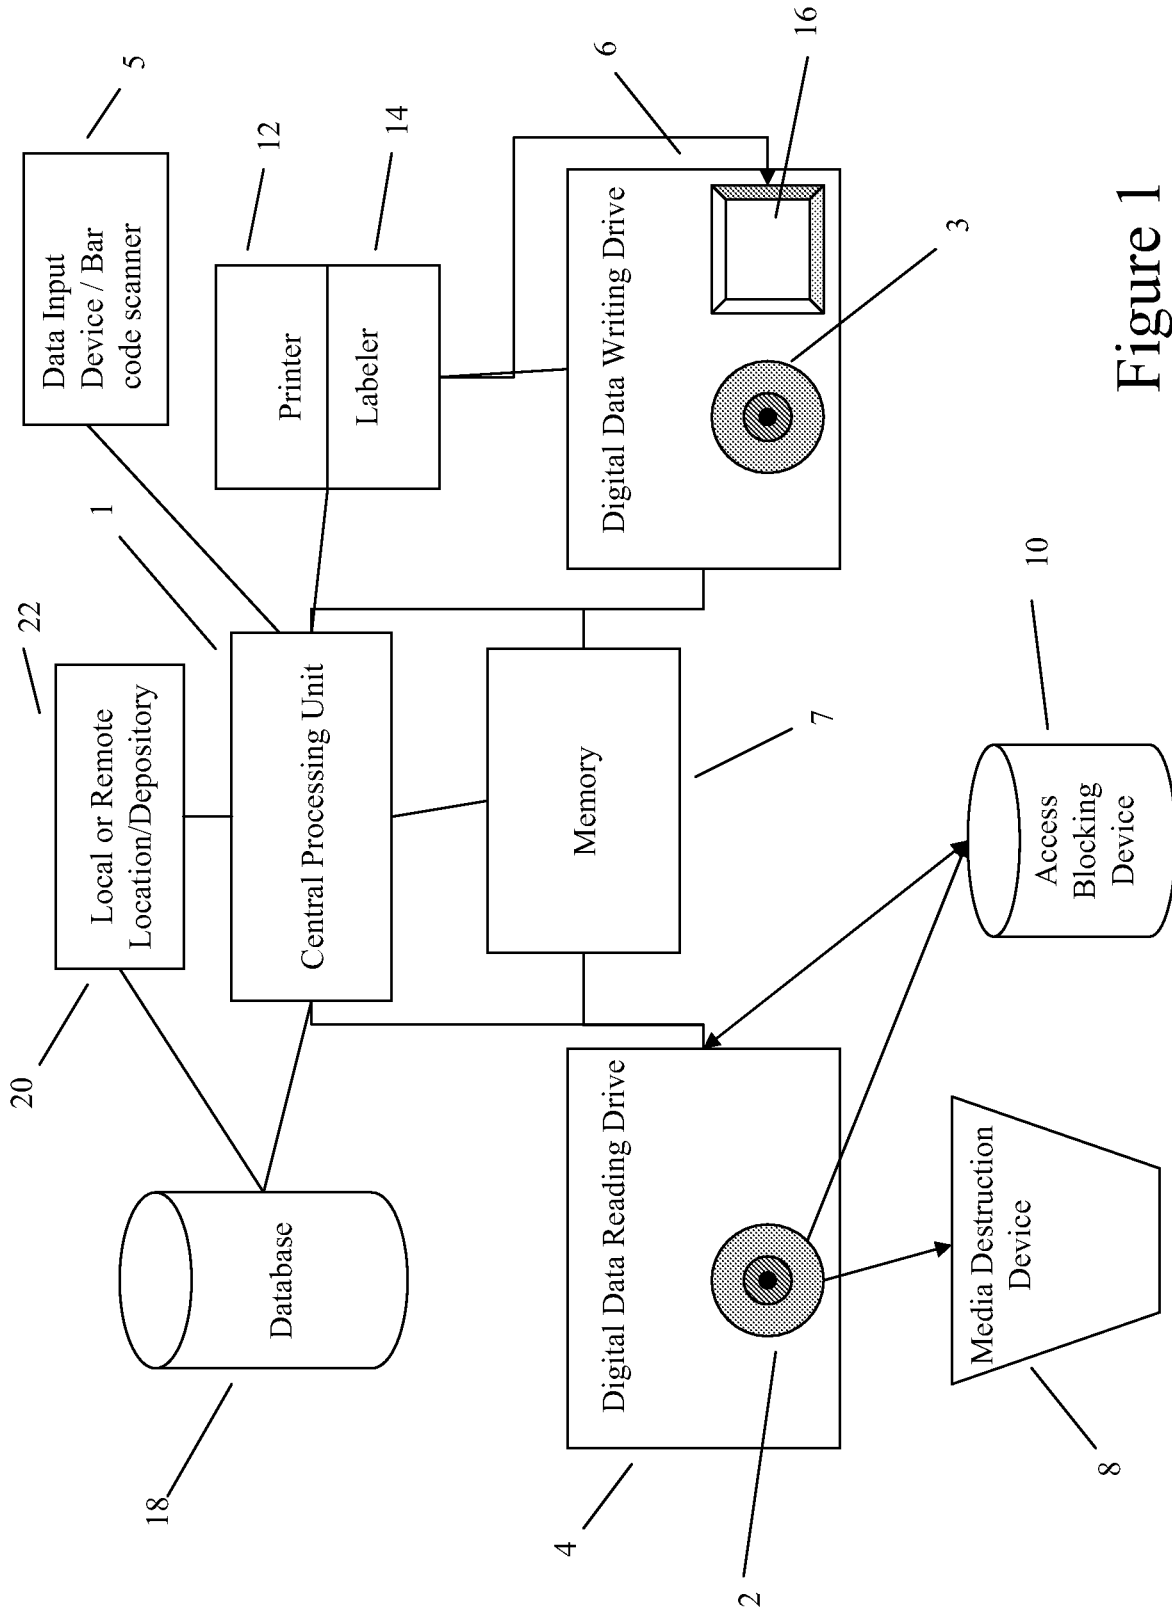 20
22
1
5
18
Database
Local or Remote
Location/Depository
Central Processing Unit
Data Input
Device / Bar
code scanner
12
Printer
Labeler
14
4
Digital Data Reading Drive
Memory
Digital Data Writing Drive
6
2
7
3
16
8
Media Destruction
Device
10
Access
Blocking
Device
Figure 1